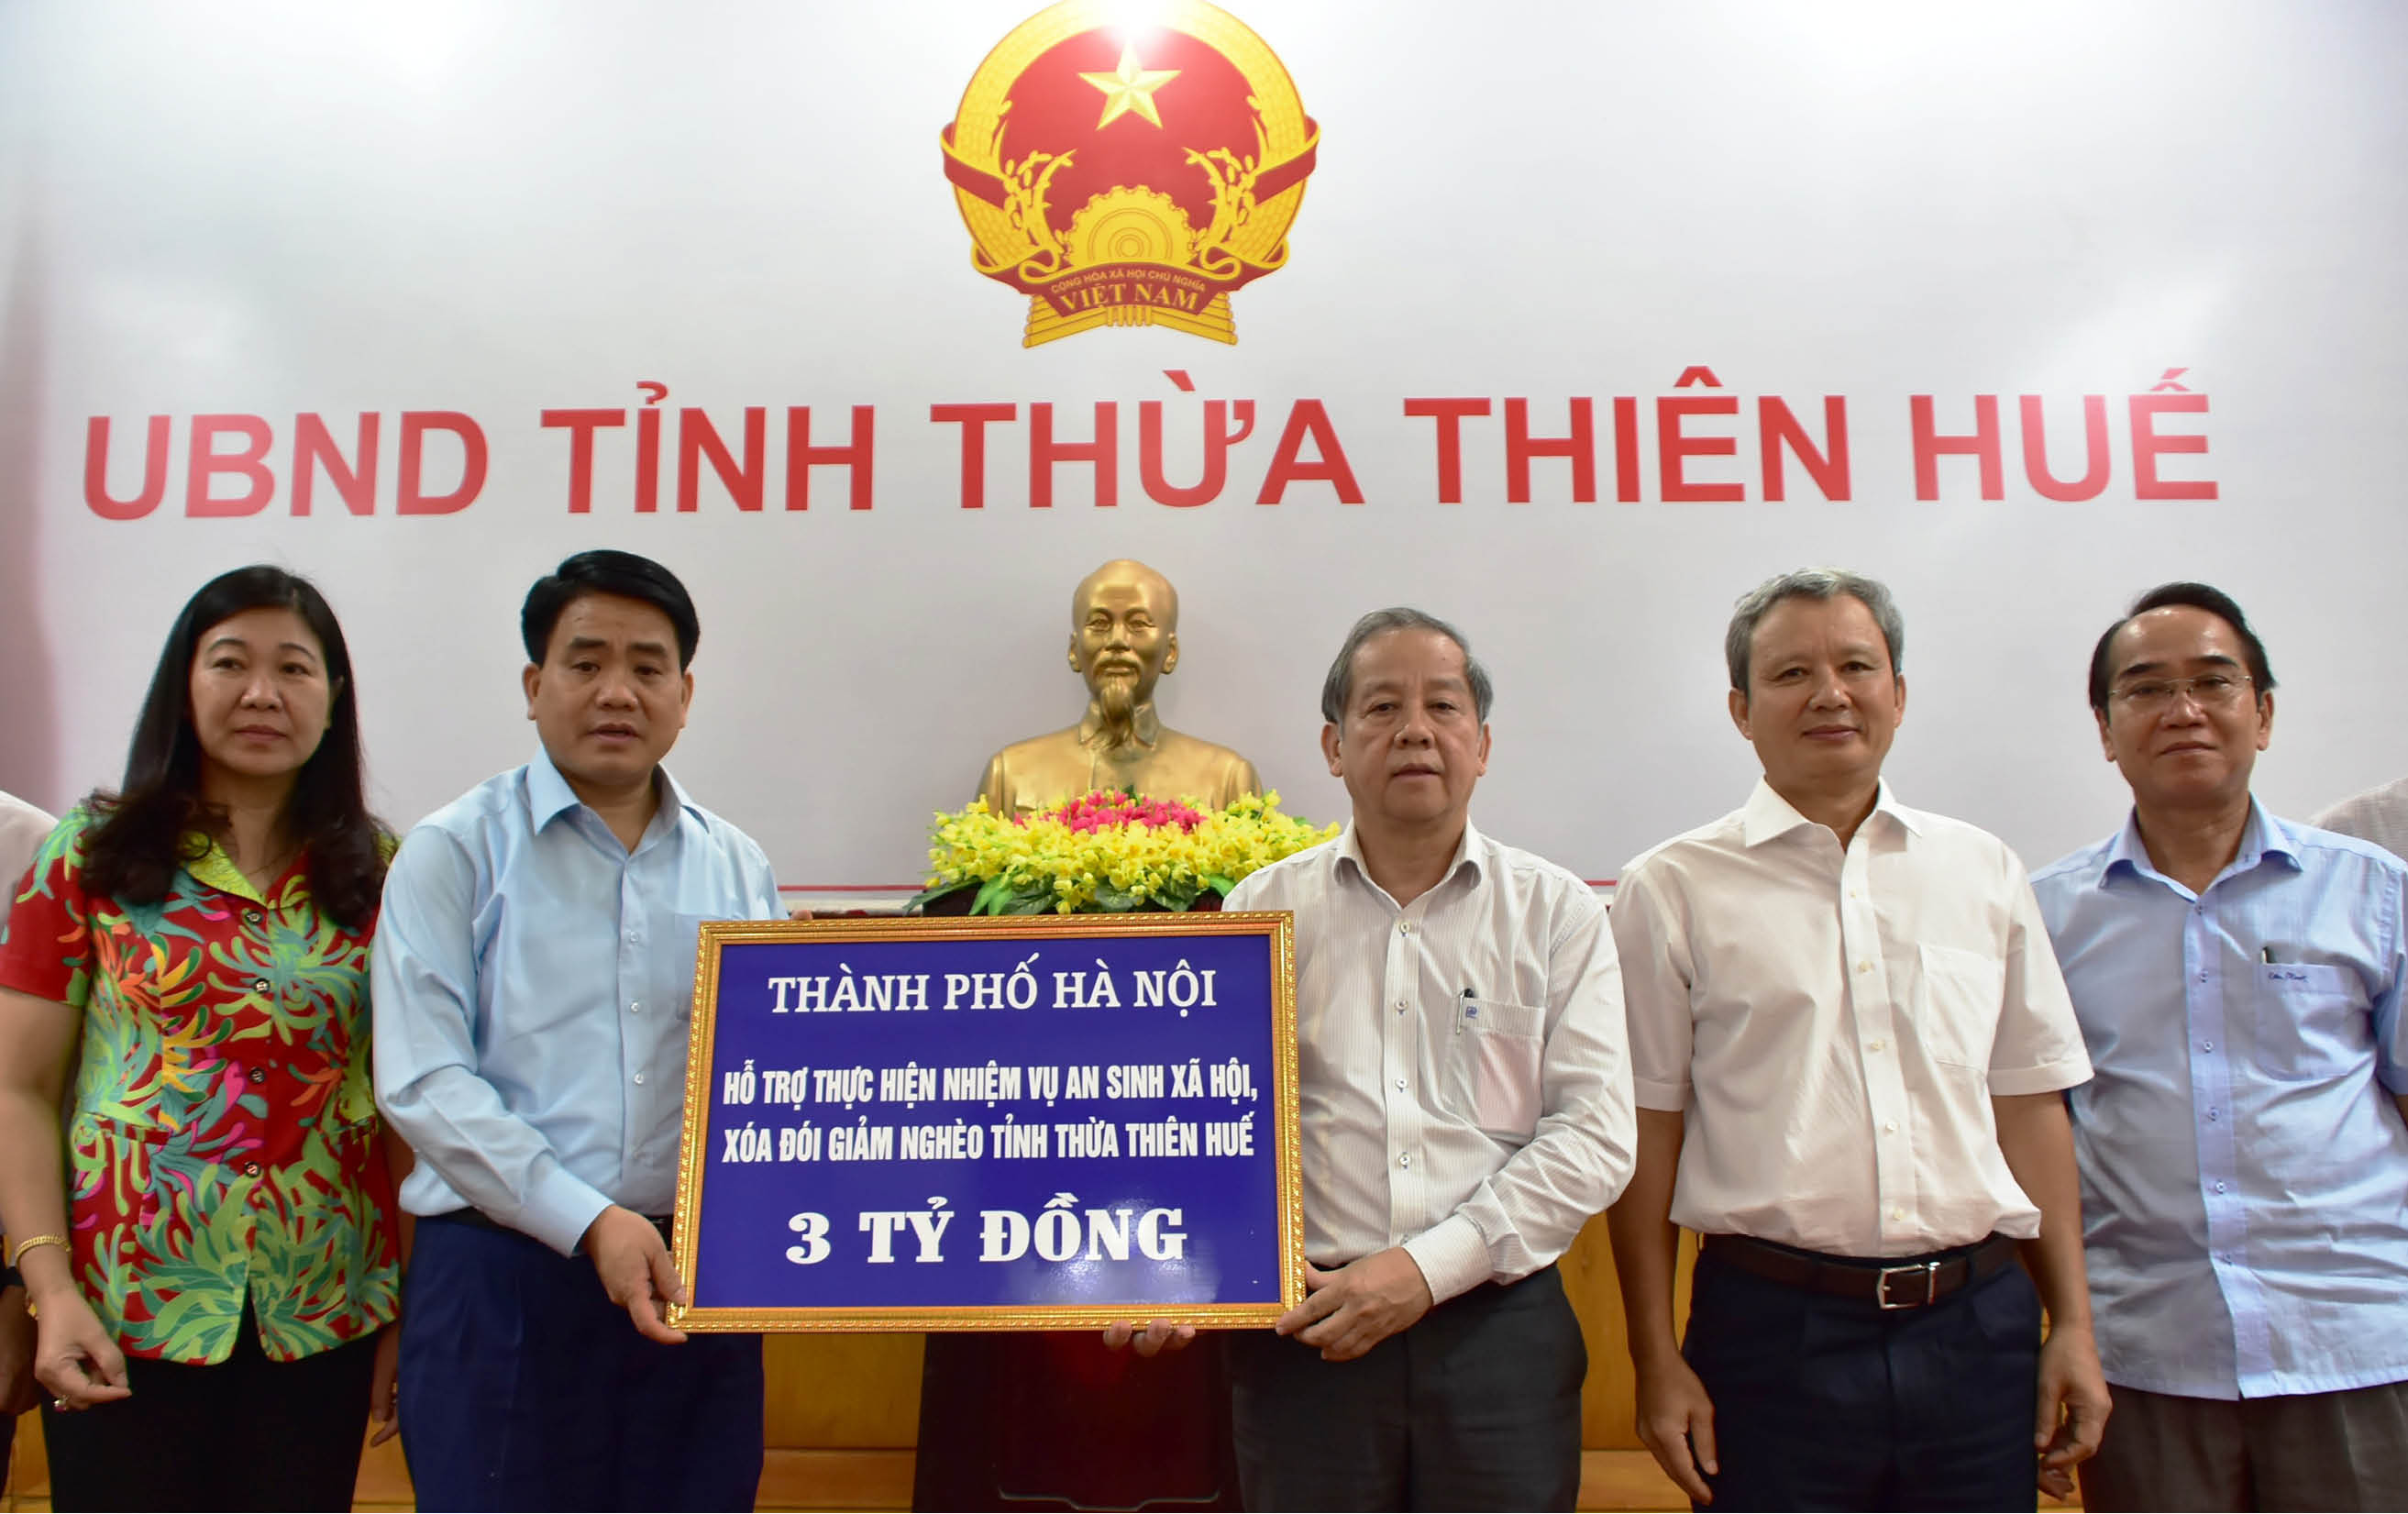 CỘNG HÒA XÃ HỘI CHỦ NGHĨA
VIỆT NAM
UBND TỈNH THỪA THIÊN HUẾ
THÀNH PHỐ HÀ NỘI
HỖ TRỢ THỰC HIỆN NHIỆM VỤ AN SINH XÃ HỘI,
XÓA ĐÓI GIẢM NGHÈO TỈNH THỪA THIÊN HUẾ
3 TỶ ĐỒNG